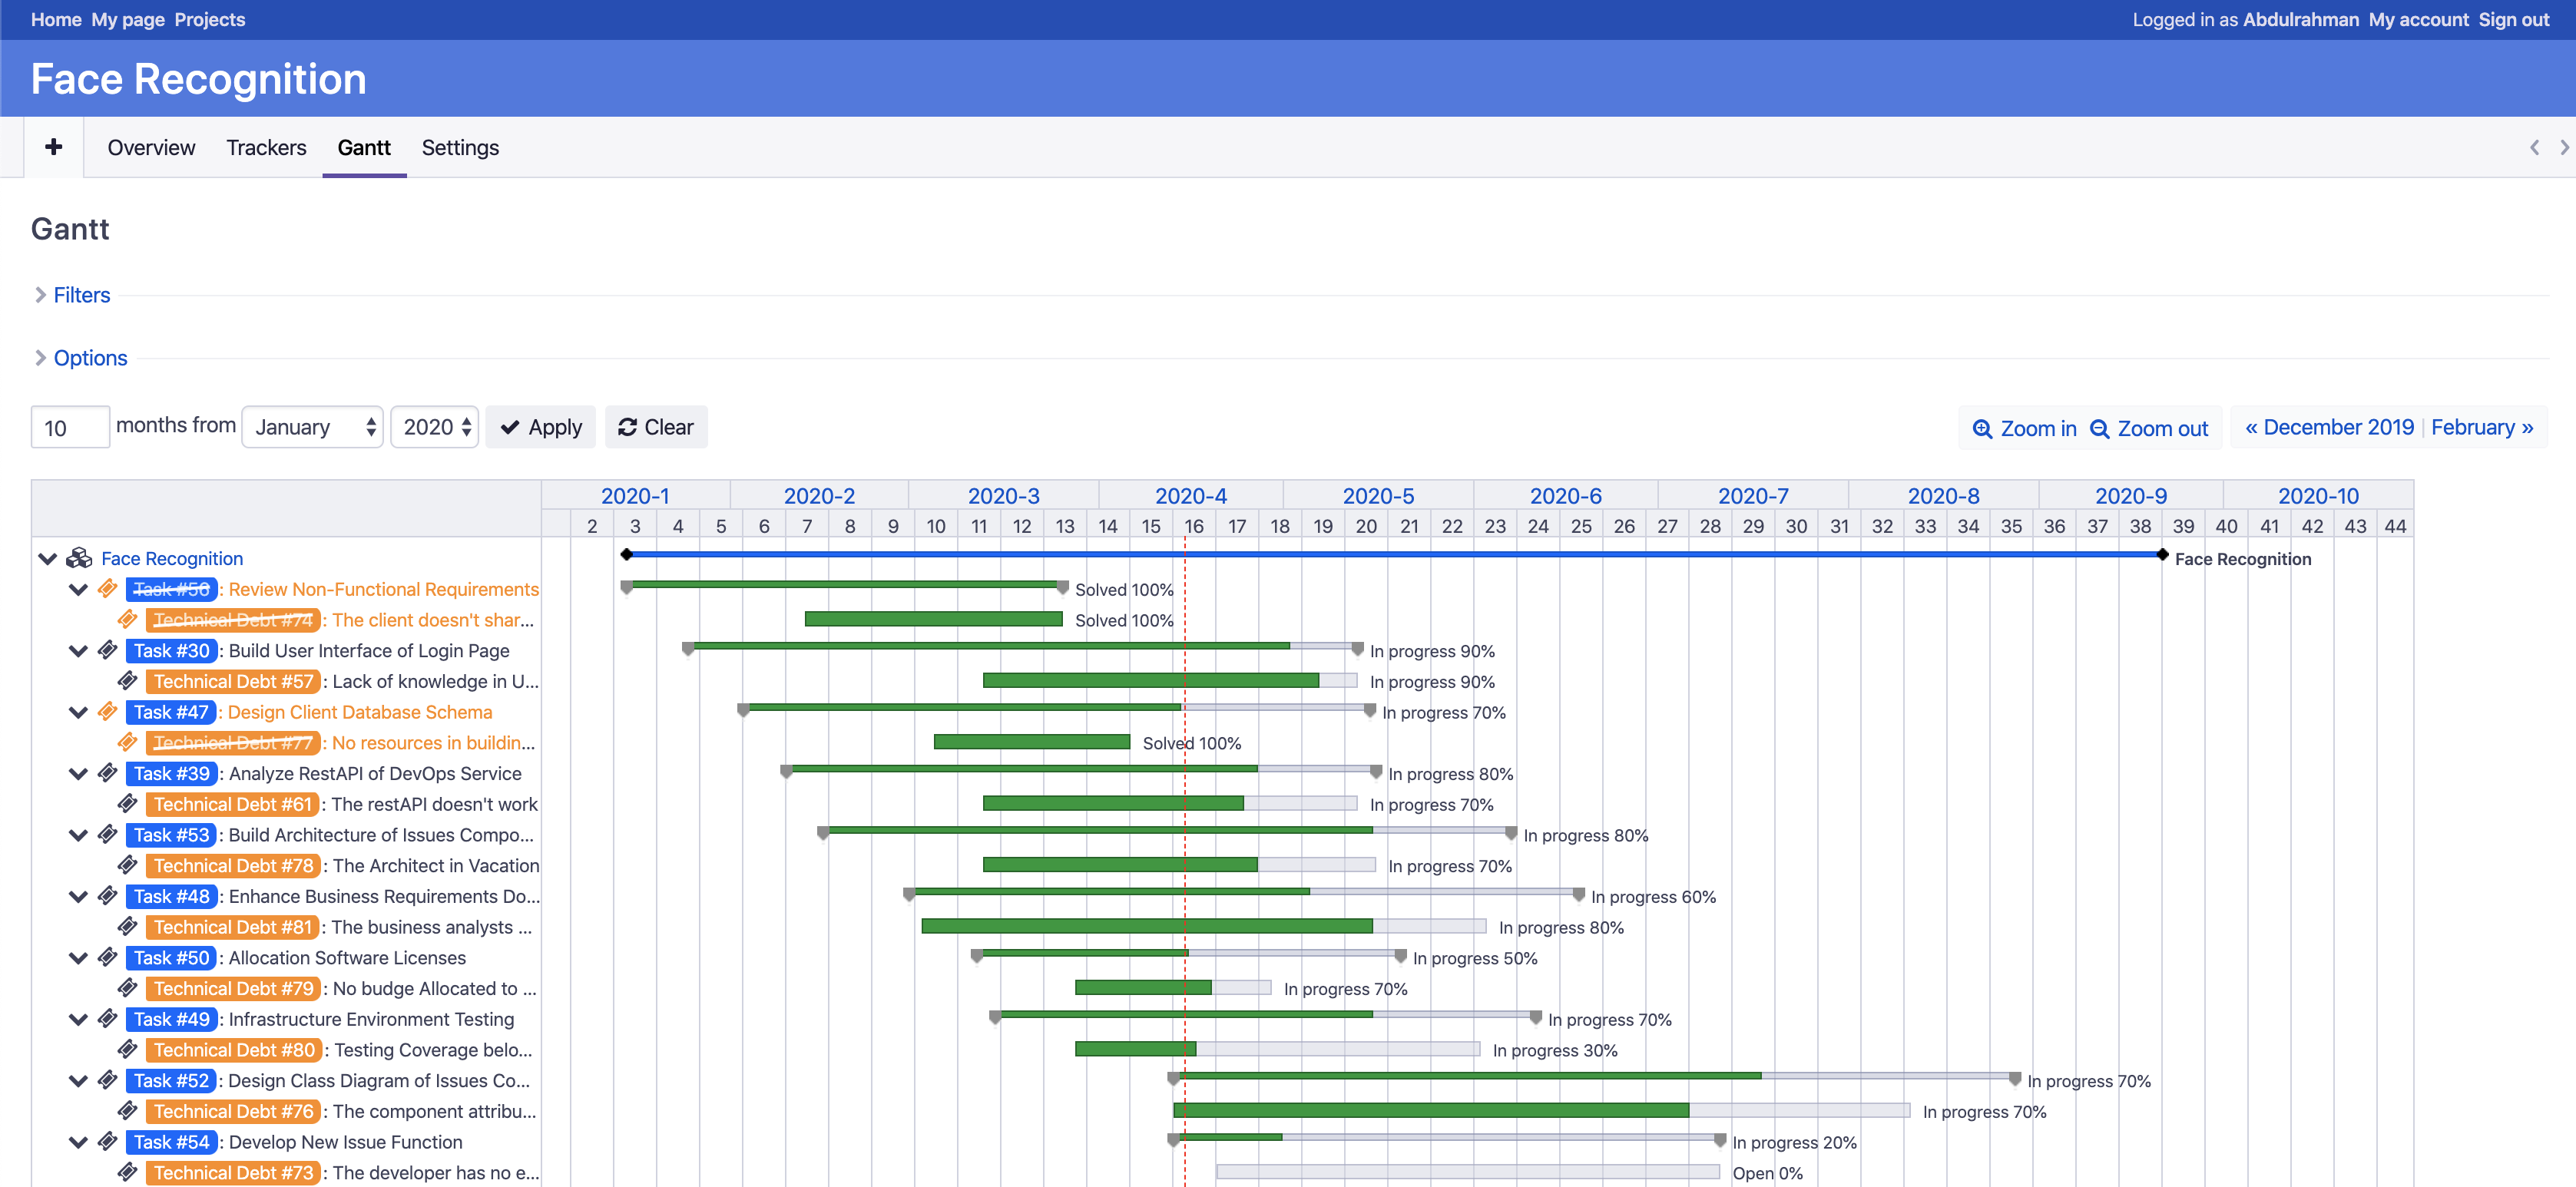 Home My page Projects Logged in as Abdulrahman My account Sign out
Face Recognition
+ Overview Trackers Gantt Settings
Gantt
Filters
Options
10 months from January 2020 Apply Clear Zoom in Zoom out « December 2019 | February »
2020-1 2020-2 2020-3 2020-4 2020-5 2020-6 2020-7 2020-8 2020-9 2020-10
2 3 4 5 6 7 8 9 10 11 12 13 14 15 16 17 18 19 20 21 22 23 24 25 26 27 28 29 30 31 32 33 34 35 36 37 38 39 40 41 42 43 44
Face Recognition Face Recognition
Task #56 : Review Non-Functional Requirements Solved 100%
Technical Debt #74 : The client doesn't shar... Solved 100%
Task #30 : Build User Interface of Login Page In progress 90%
Technical Debt #57 : Lack of knowledge in U... In progress 90%
Task #47 : Design Client Database Schema In progress 70%
Technical Debt #77 : No resources in buildin... Solved 100%
Task #39 : Analyze RestAPI of DevOps Service In progress 80%
Technical Debt #61 : The restAPI doesn't work In progress 70%
Task #53 : Build Architecture of Issues Compo... In progress 80%
Technical Debt #78 : The Architect in Vacation In progress 70%
Task #48 : Enhance Business Requirements Do... In progress 60%
Technical Debt #81 : The business analysts ... In progress 80%
Task #50 : Allocation Software Licenses In progress 50%
Technical Debt #79 : No budge Allocated to ... In progress 70%
Task #49 : Infrastructure Environment Testing In progress 70%
Technical Debt #80 : Testing Coverage belo... In progress 30%
Task #52 : Design Class Diagram of Issues Co... In progress 70%
Technical Debt #76 : The component attribu... In progress 70%
Task #54 : Develop New Issue Function In progress 20%
Technical Debt #73 : The developer has no e... Open 0%